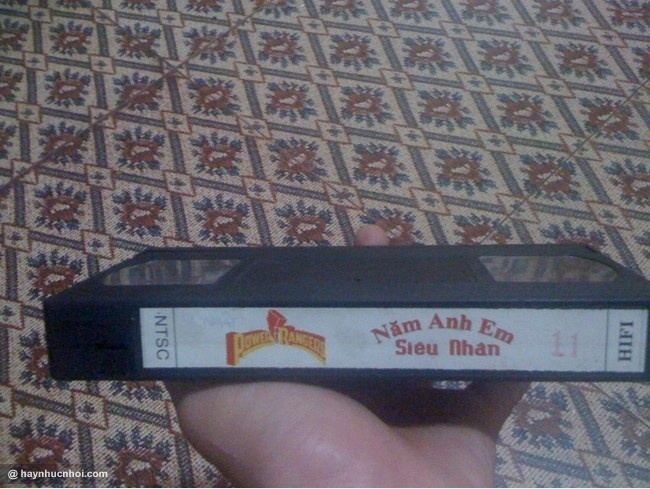 NTSC
POWER RANGERS
Năm Anh Em
Siêu Nhân
11
HIFI
@ haynhucnhoi.com